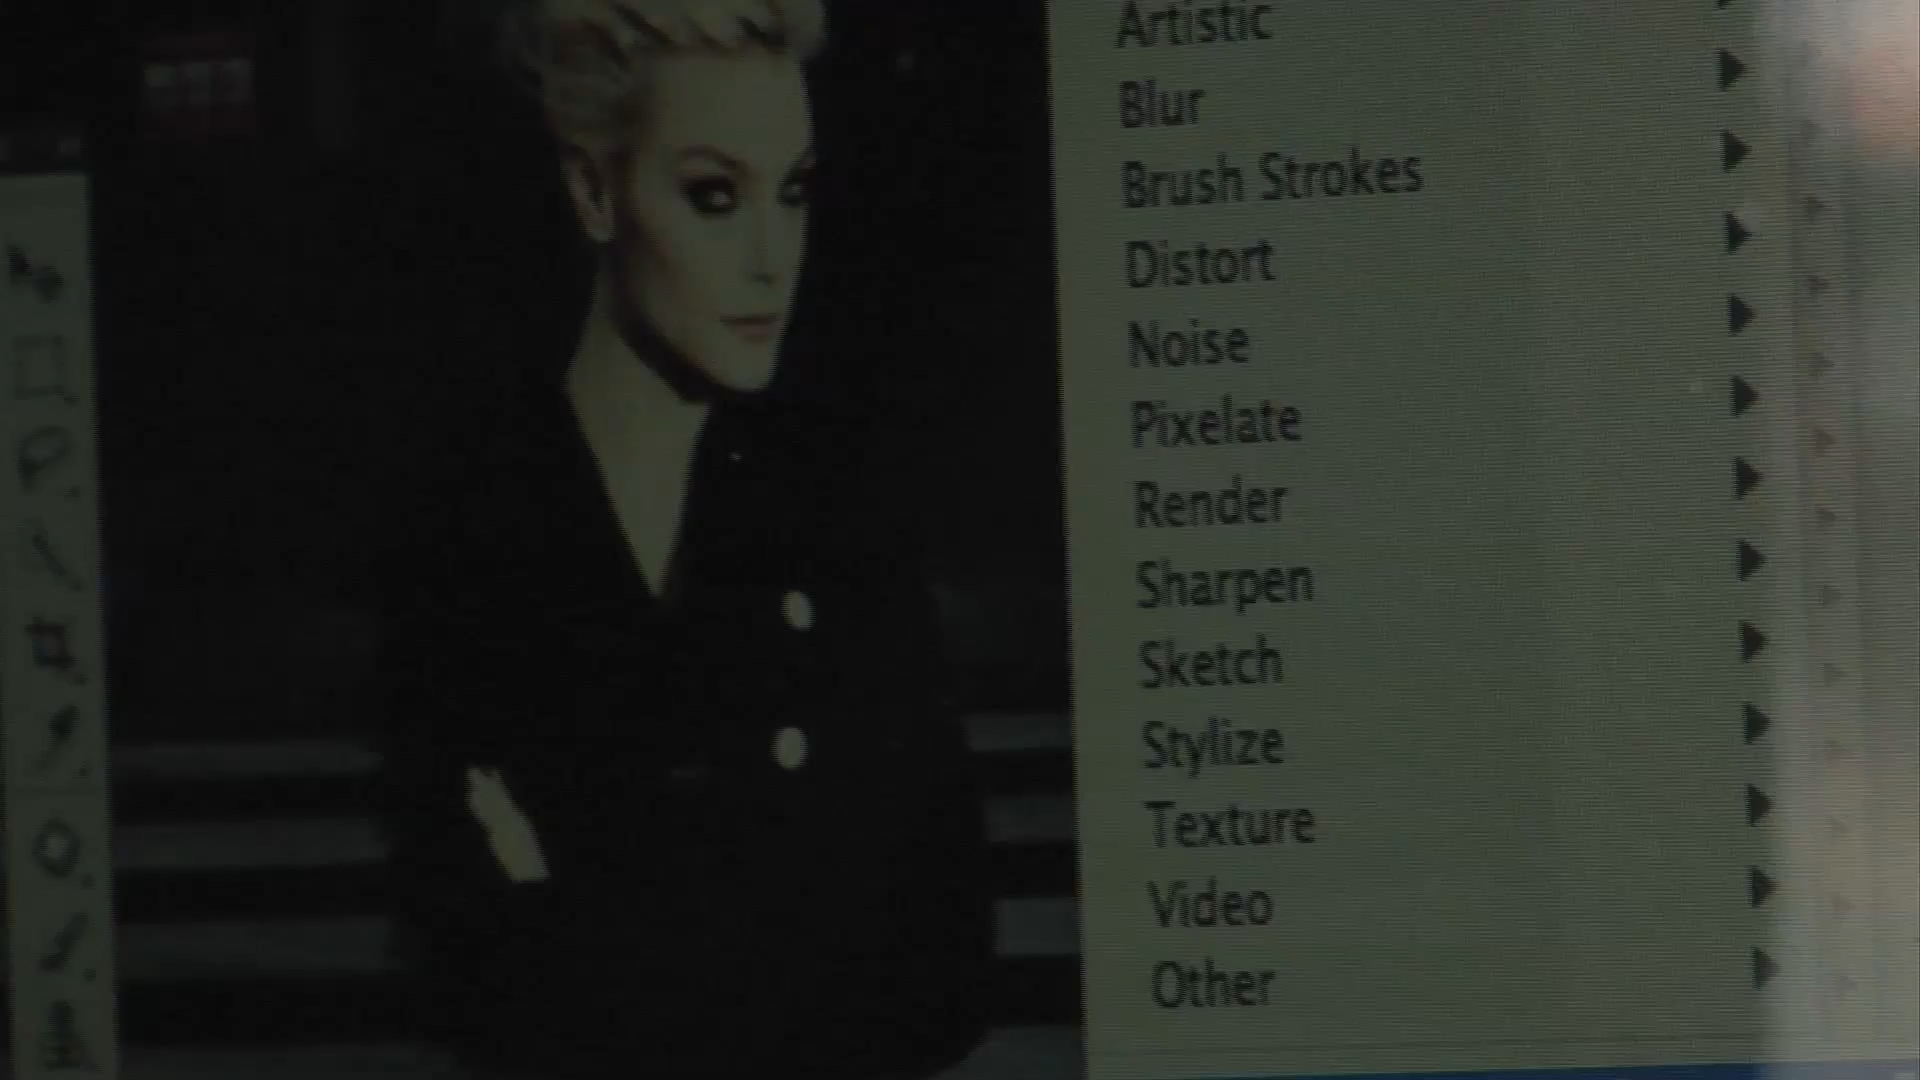 Artistic
Blur
Brush Strokes
Distort
Noise
Pixelate
Render
Sharpen
Sketch
Stylize
Texture
Video
Other